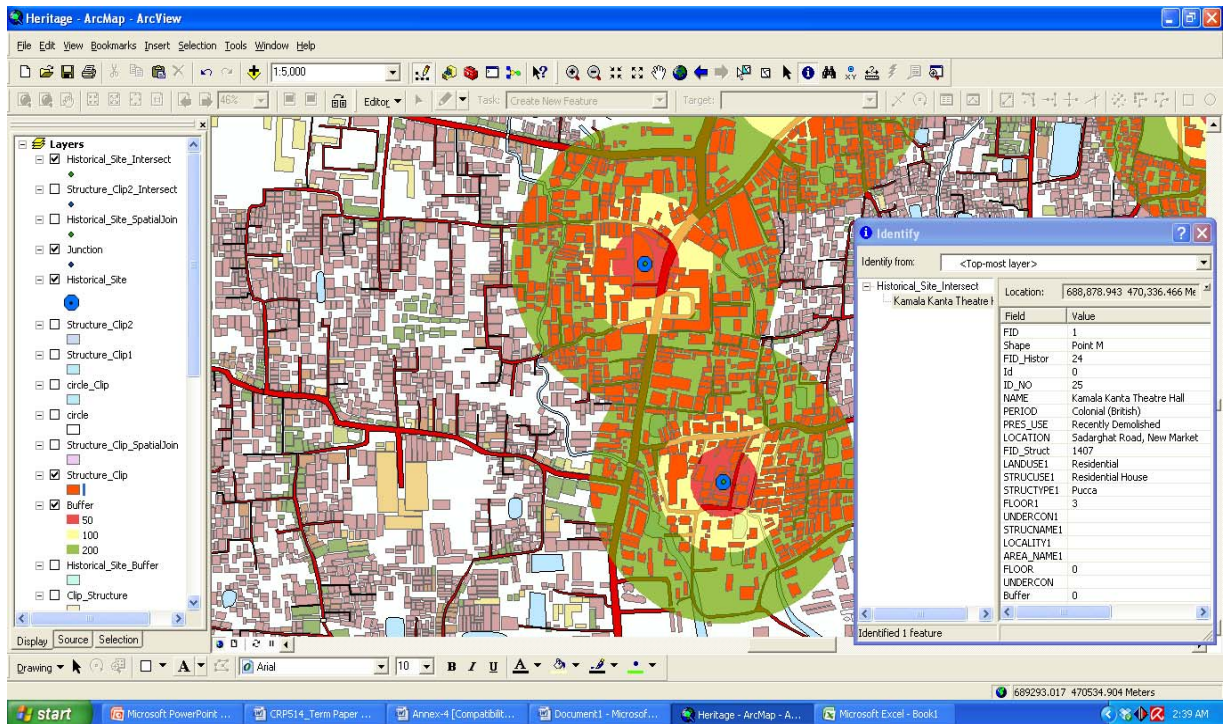 Heritage - ArcMap - ArcView
File Edit View Bookmarks Insert Selection Tools Window Help
1:5,000
46% Editor Task: Create New Feature Target:
Layers
Historical_Site_Intersect
Structure_Clip2_Intersect
Historical_Site_SpatialJoin
Junction
Historical_Site
Structure_Clip2
Structure_Clip1
circle_Clip
circle
Structure_Clip_SpatialJoin
Structure_Clip
Buffer
50
100
200
Historical_Site_Buffer
Clip_Structure
Display Source Selection
Identify
Identify from: <Top-most layer>
Historical_Site_Intersect
Kamala Kanta Theatre H
Location: 688,878.943 470,336.466 Me
Field Value
FID 1
Shape Point M
FID_Histor 24
Id 0
ID_NO 25
NAME Kamala Kanta Theatre Hall
PERIOD Colonial (British)
PRES_USE Recently Demolished
LOCATION Sadarghat Road, New Market
FID_Struct 1407
LANDUSE1 Residential
STRUCUSE1 Residential House
STRUCTYPE1 Pucca
FLOOR1 3
UNDERCON1
STRUCNAME1
LOCALITY1
AREA_NAME1
FLOOR 0
UNDERCON
Buffer 0
Identified 1 feature
Drawing A Arial 10 B I U A
689293.017 470534.904 Meters
start Microsoft PowerPoint ... CRP514_Term Paper ... Annex-4 [Compatibilit... Document1 - Microsof... Heritage - ArcMap - A... Microsoft Excel - Book1 2:39 AM